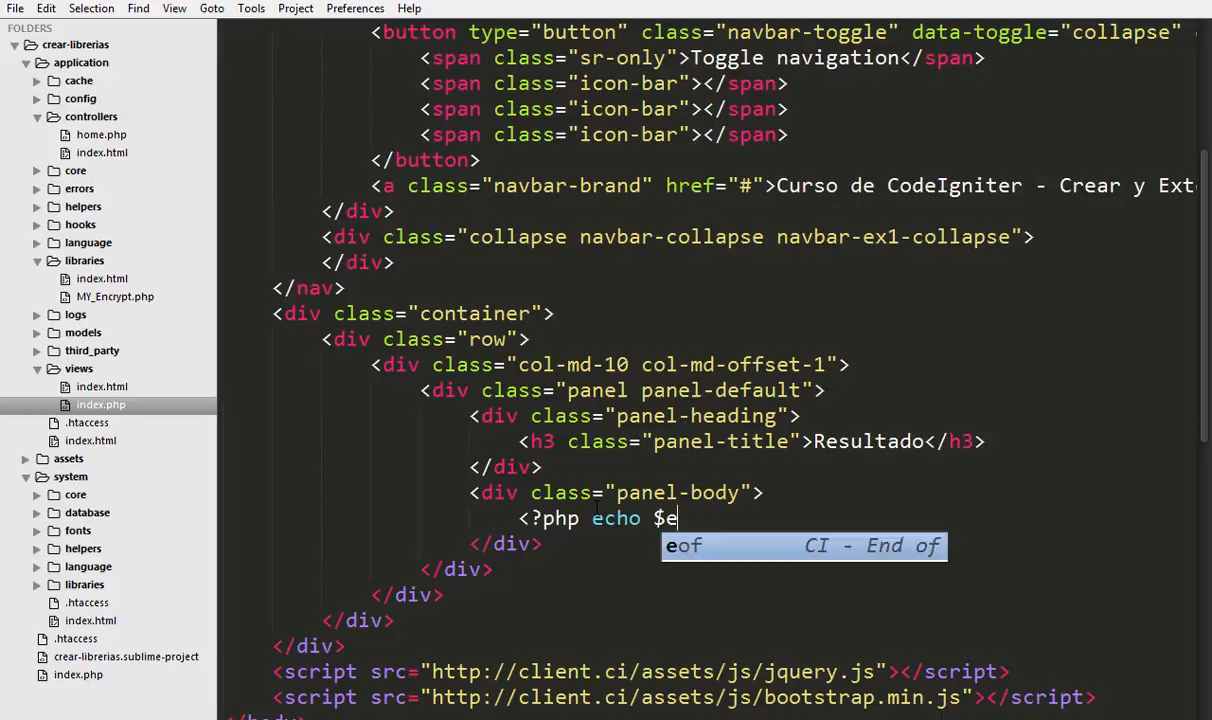 File Edit Selection Find View Goto Tools Project Preferences Help
FOLDERS
crear-librerias
application
cache
config
controllers
home.php
index.html
core
errors
helpers
hooks
language
libraries
index.html
MY_Encrypt.php
logs
models
third_party
views
index.html
index.php
.htaccess
index.html
assets
system
core
database
fonts
helpers
language
libraries
.htaccess
index.html
.htaccess
crear-librerias.sublime-project
index.php
<button type="button" class="navbar-toggle" data-toggle="collapse"
<span class="sr-only">Toggle navigation</span>
<span class="icon-bar"></span>
<span class="icon-bar"></span>
<span class="icon-bar"></span>
</button>
<a class="navbar-brand" href="#">Curso de CodeIgniter - Crear y Exte
</div>
<div class="collapse navbar-collapse navbar-ex1-collapse">
</div>
</nav>
<div class="container">
<div class="row">
<div class="col-md-10 col-md-offset-1">
<div class="panel panel-default">
<div class="panel-heading">
<h3 class="panel-title">Resultado</h3>
</div>
<div class="panel-body">
<?php echo $e
eof CI - End of
</div>
</div>
</div>
</div>
</div>
<script src="http://client.ci/assets/js/jquery.js"></script>
<script src="http://client.ci/assets/js/bootstrap.min.js"></script>